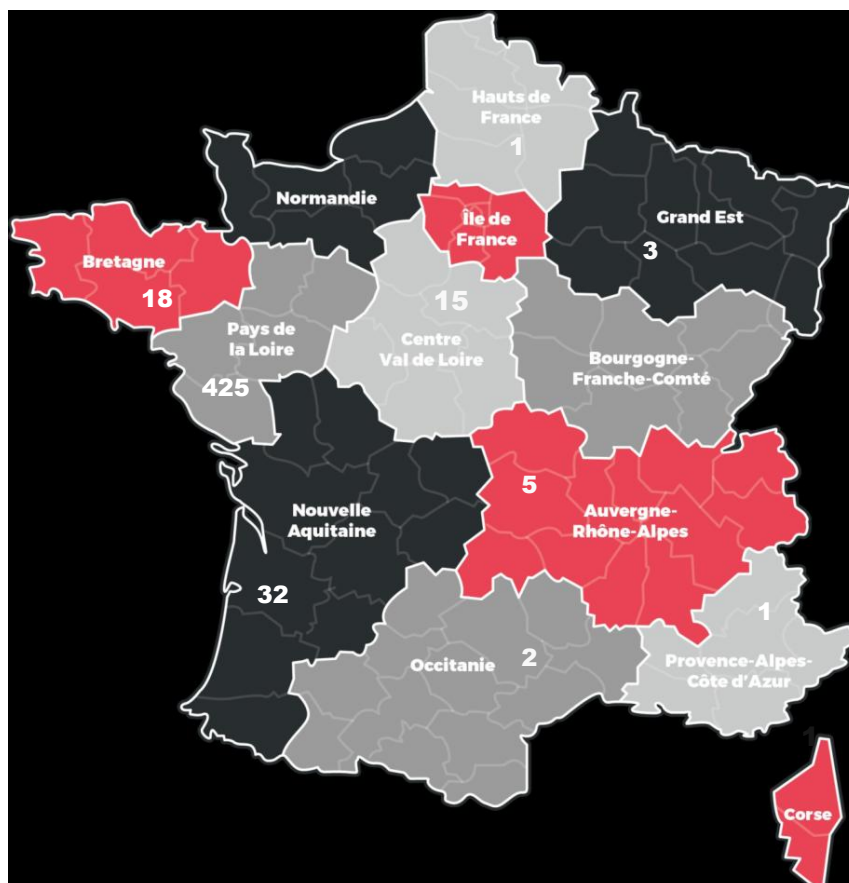 Hauts de
France
1
Normandie
Île de
France
Grand Est
3
Bretagne
18
Pays de
la Loire
425
15
Centre
Val de Loire
Bourgogne-
Franche-Comté
5
Auvergne-
Rhône-Alpes
Nouvelle
Aquitaine
32
1
Provence-Alpes-
Côte d'Azur
Occitanie
2
1
Corse